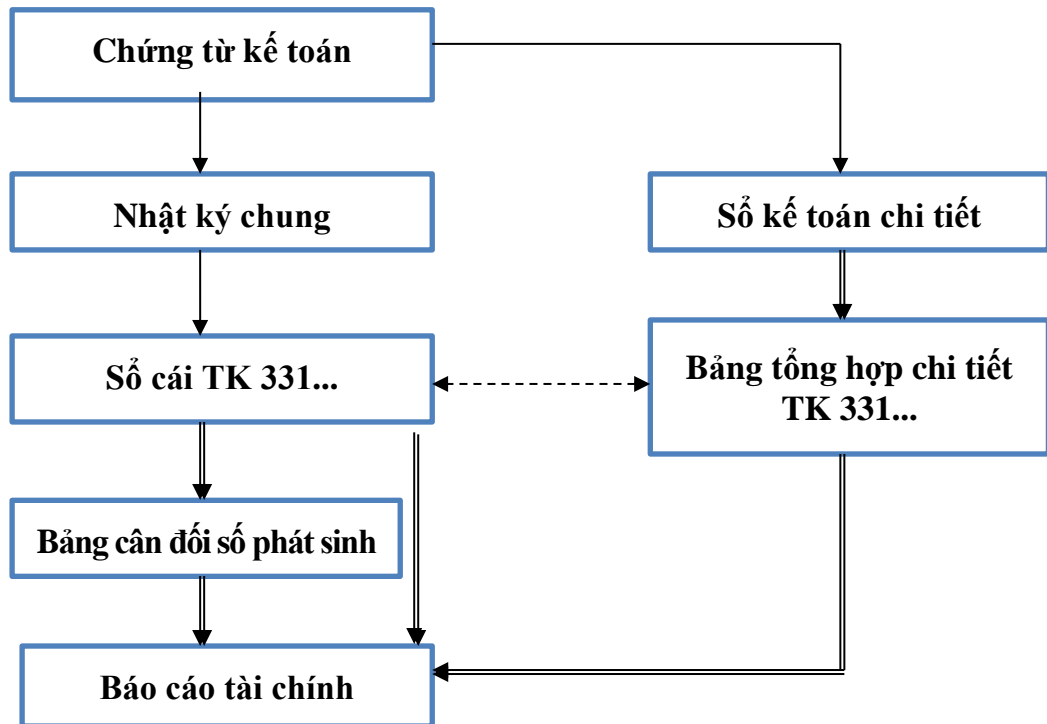 Chứng từ kế toán
Nhật ký chung
Sổ kế toán chi tiết
Sổ cái TK 331...
Bảng tổng hợp chi tiết
TK 331...
Bảng cân đối số phát sinh
Báo cáo tài chính